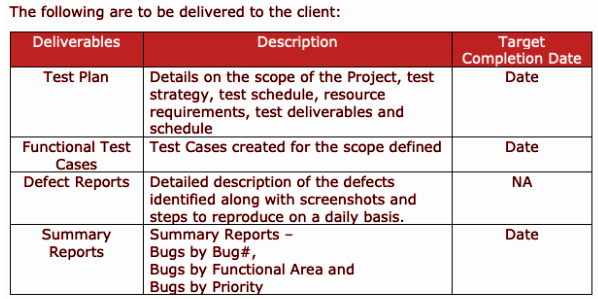 The following are to be delivered to the client:
Deliverables Description Target
Completion Date
Test Plan Details on the scope of the Project, test Date
strategy, test schedule, resource
requirements, test deliverables and
schedule
Functional Test Test Cases created for the scope defined Date
Cases
Defect Reports Detailed description of the defects NA
identified along with screenshots and
steps to reproduce on a daily basis.
Summary Summary Reports – Date
Reports Bugs by Bug#,
Bugs by Functional Area and
Bugs by Priority